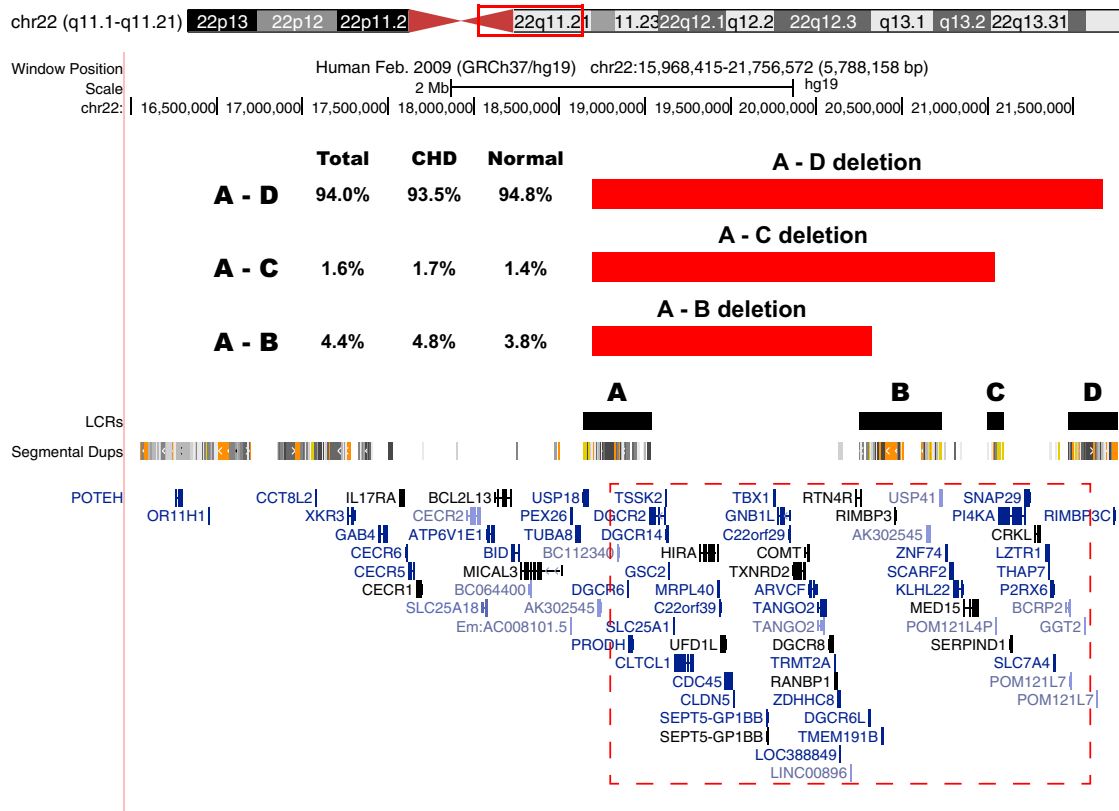 chr22 (q11.1-q11.21) 22p13 22p12 22p11.2 22q11.21 11.23 22q12.1 q12.2 22q12.3 q13.1 q13.2 22q13.31
Window Position Human Feb. 2009 (GRCh37/hg19) chr22:15,968,415-21,756,572 (5,788,158 bp)
Scale 2 Mb hg19
chr22: 16,500,000 17,000,000 17,500,000 18,000,000 18,500,000 19,000,000 19,500,000 20,000,000 20,500,000 21,000,000 21,500,000
Total CHD Normal A - D deletion
A - D 94.0% 93.5% 94.8%
A - C deletion
A - C 1.6% 1.7% 1.4%
A - B deletion
A - B 4.4% 4.8% 3.8%
A B C D
LCRs
Segmental Dups
POTEH CCT8L2 IL17RA BCL2L13 USP18 TSSK2 TBX1 RTN4R USP41 SNAP29
OR11H1 XKR3 CECR2 PEX26 DGCR2 GNB1L RIMBP3 PI4KA RIMBP3C
GAB4 ATP6V1E1 TUBA8 DGCR14 C22orf29 AK302545 CRKL
CECR6 BID BC112340 HIRA COMT ZNF74 LZTR1
CECR5 MICAL3 GSC2 TXNRD2 SCARF2 THAP7
CECR1 BC064400 DGCR6 MRPL40 ARVCF KLHL22 P2RX6
SLC25A18 AK302545 C22orf39 TANGO2 MED15 BCRP2
Em:AC008101.5 SLC25A1 TANGO2 POM121L4P GGT2
PRODH UFD1L DGCR8 SERPIND1
CLTCL1 TRMT2A SLC7A4
CDC45 RANBP1 POM121L7
CLDN5 ZDHHC8 POM121L7
SEPT5-GP1BB DGCR6L
SEPT5-GP1BB TMEM191B
LOC388849
LINC00896